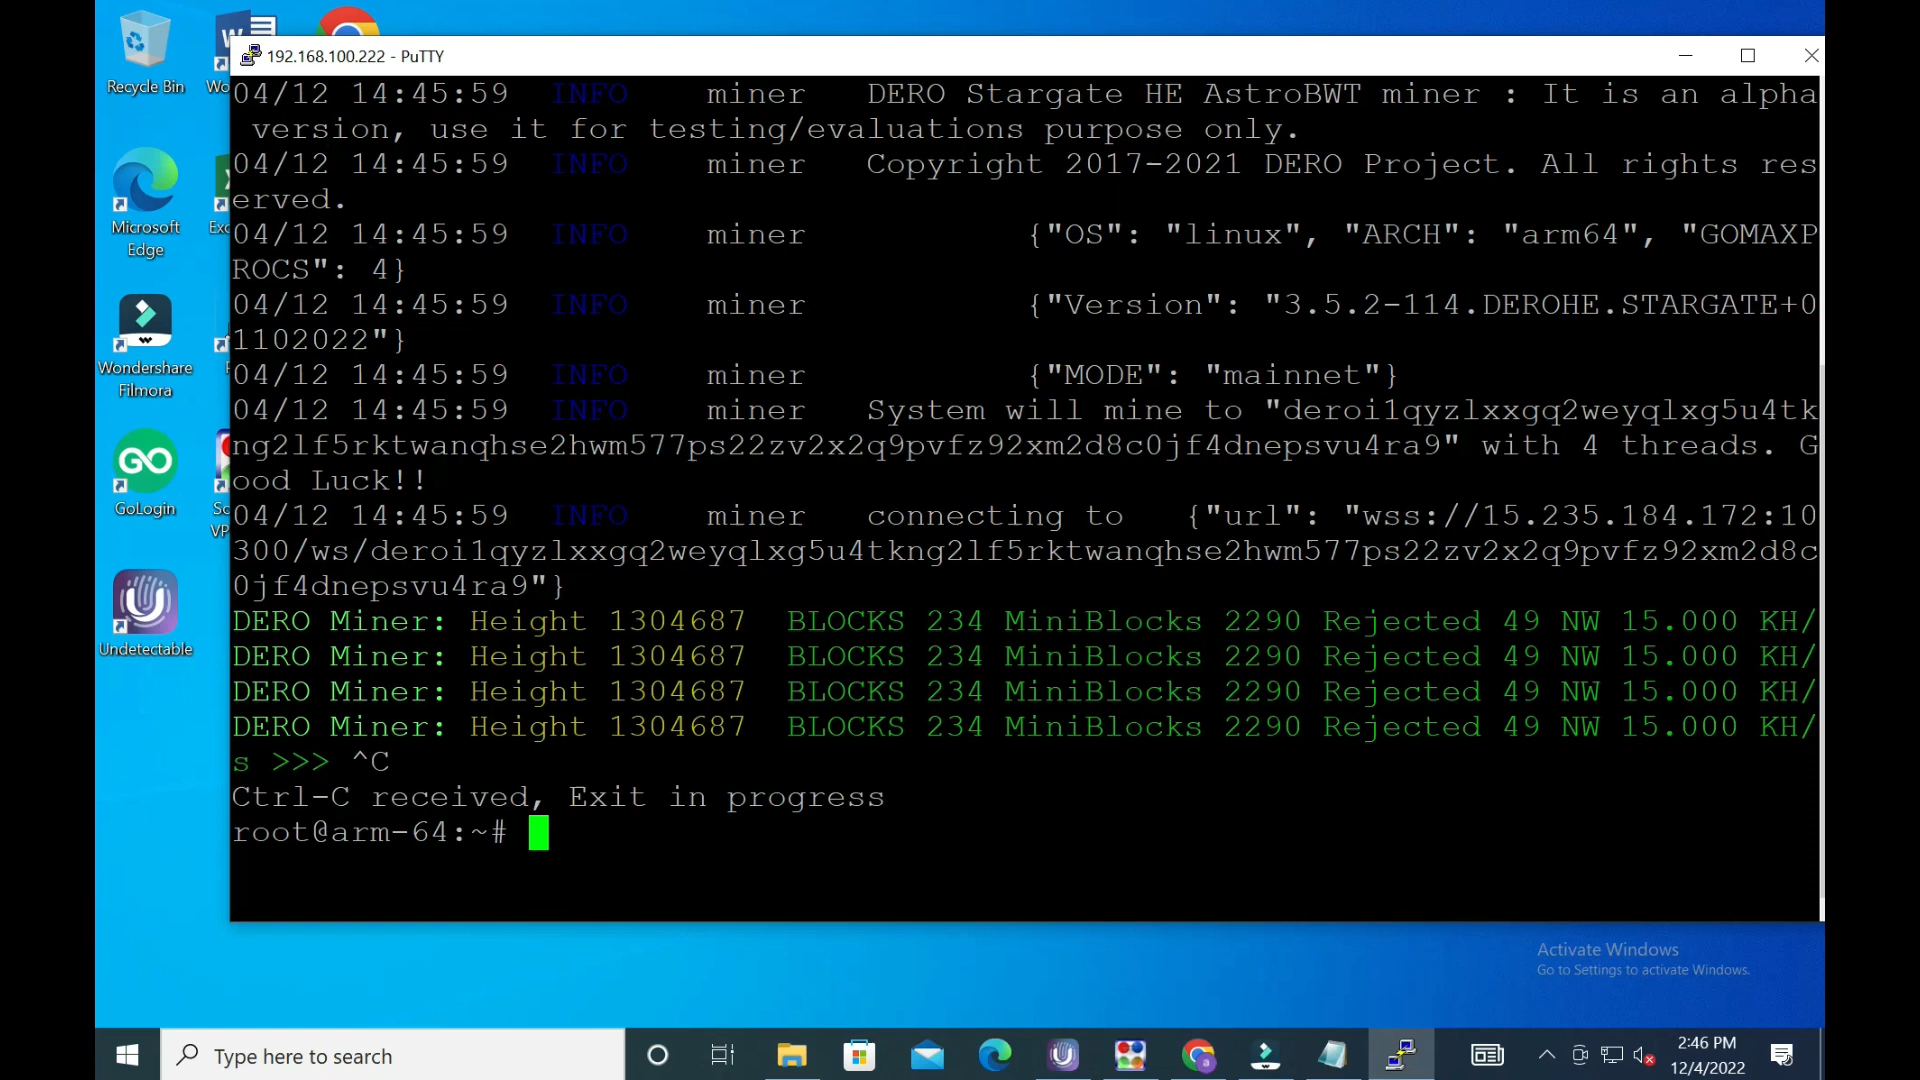 192.168.100.222 - PuTTY
04/12 14:45:59  INFO    miner   DERO Stargate HE AstroBWT miner : It is an alpha
 version, use it for testing/evaluations purpose only.
04/12 14:45:59  INFO    miner   Copyright 2017-2021 DERO Project. All rights res
erved.
04/12 14:45:59  INFO    miner           {"OS": "linux", "ARCH": "arm64", "GOMAXP
ROCS": 4}
04/12 14:45:59  INFO    miner           {"Version": "3.5.2-114.DEROHE.STARGATE+0
1102022"}
04/12 14:45:59  INFO    miner           {"MODE": "mainnet"}
04/12 14:45:59  INFO    miner   System will mine to "deroi1qyzlxxgq2weyqlxg5u4tk
ng2lf5rktwanqhse2hwm577ps22zv2x2q9pvfz92xm2d8c0jf4dnepsvu4ra9" with 4 threads. G
ood Luck!!
04/12 14:45:59  INFO    miner   connecting to   {"url": "wss://15.235.184.172:10
300/ws/deroi1qyzlxxgq2weyqlxg5u4tkng2lf5rktwanqhse2hwm577ps22zv2x2q9pvfz92xm2d8c
0jf4dnepsvu4ra9"}
DERO Miner: Height 1304687  BLOCKS 234 MiniBlocks 2290 Rejected 49 NW 15.000 KH/
DERO Miner: Height 1304687  BLOCKS 234 MiniBlocks 2290 Rejected 49 NW 15.000 KH/
DERO Miner: Height 1304687  BLOCKS 234 MiniBlocks 2290 Rejected 49 NW 15.000 KH/
DERO Miner: Height 1304687  BLOCKS 234 MiniBlocks 2290 Rejected 49 NW 15.000 KH/
s >>> ^C
Ctrl-C received, Exit in progress
root@arm-64:~#
Recycle Bin
Microsoft
Edge
Wondershare
Filmora
GO
GoLogin
Undetectable
Activate Windows
Go to Settings to activate Windows.
Type here to search
2:46 PM
12/4/2022